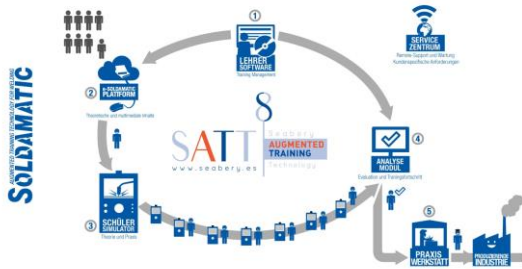 SOLDAMATIC
AUGMENTED TRAINING TECHNOLOGY FOR WELDING
1
LEHRER
SOFTWARE
Training Management
SERVICE
ZENTRUM
Remote-Support und Wartung
Kundenspezifische Anforderungen
2
e-SOLDAMATIC
PLATTFORM
Theoretische und multimediale Inhalte
SATT
Seabery
AUGMENTED
TRAINING
Technology
www.seabery.es
4
ANALYSE
MODUL
Evaluation und Trainingsfortschritt
3
SCHÜLER
SIMULATOR
Theorie und Praxis
5
PRAXIS
WERKSTATT
PRODUZIERENDE
INDUSTRIE